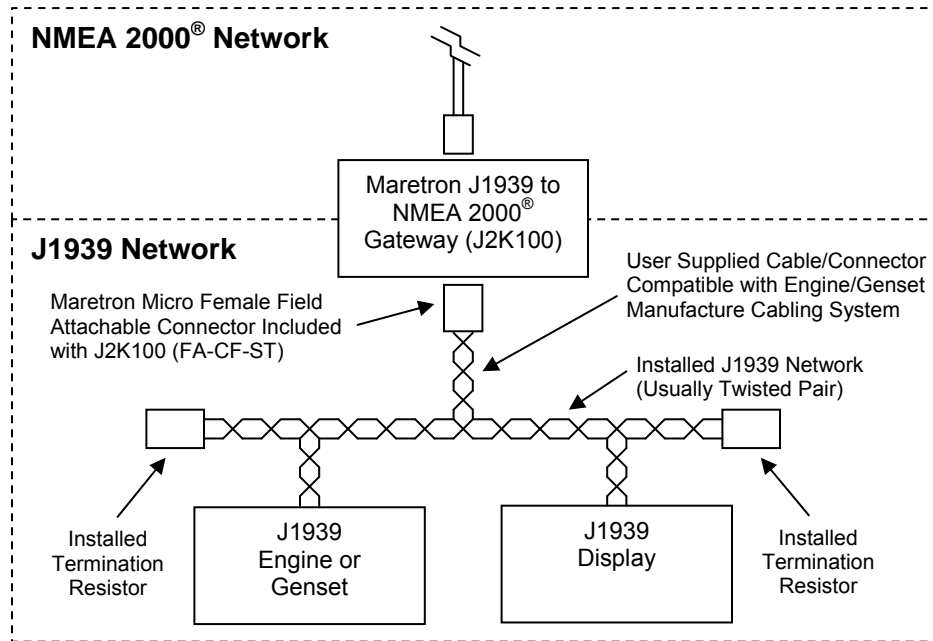 NMEA 2000® Network
Maretron J1939 to
NMEA 2000®
Gateway (J2K100)
J1939 Network
User Supplied Cable/Connector
Compatible with Engine/Genset
Manufacture Cabling System
Maretron Micro Female Field
Attachable Connector Included
with J2K100 (FA-CF-ST)
Installed J1939 Network
(Usually Twisted Pair)
Installed
Termination
Resistor
J1939
Engine or
Genset
J1939
Display
Installed
Termination
Resistor